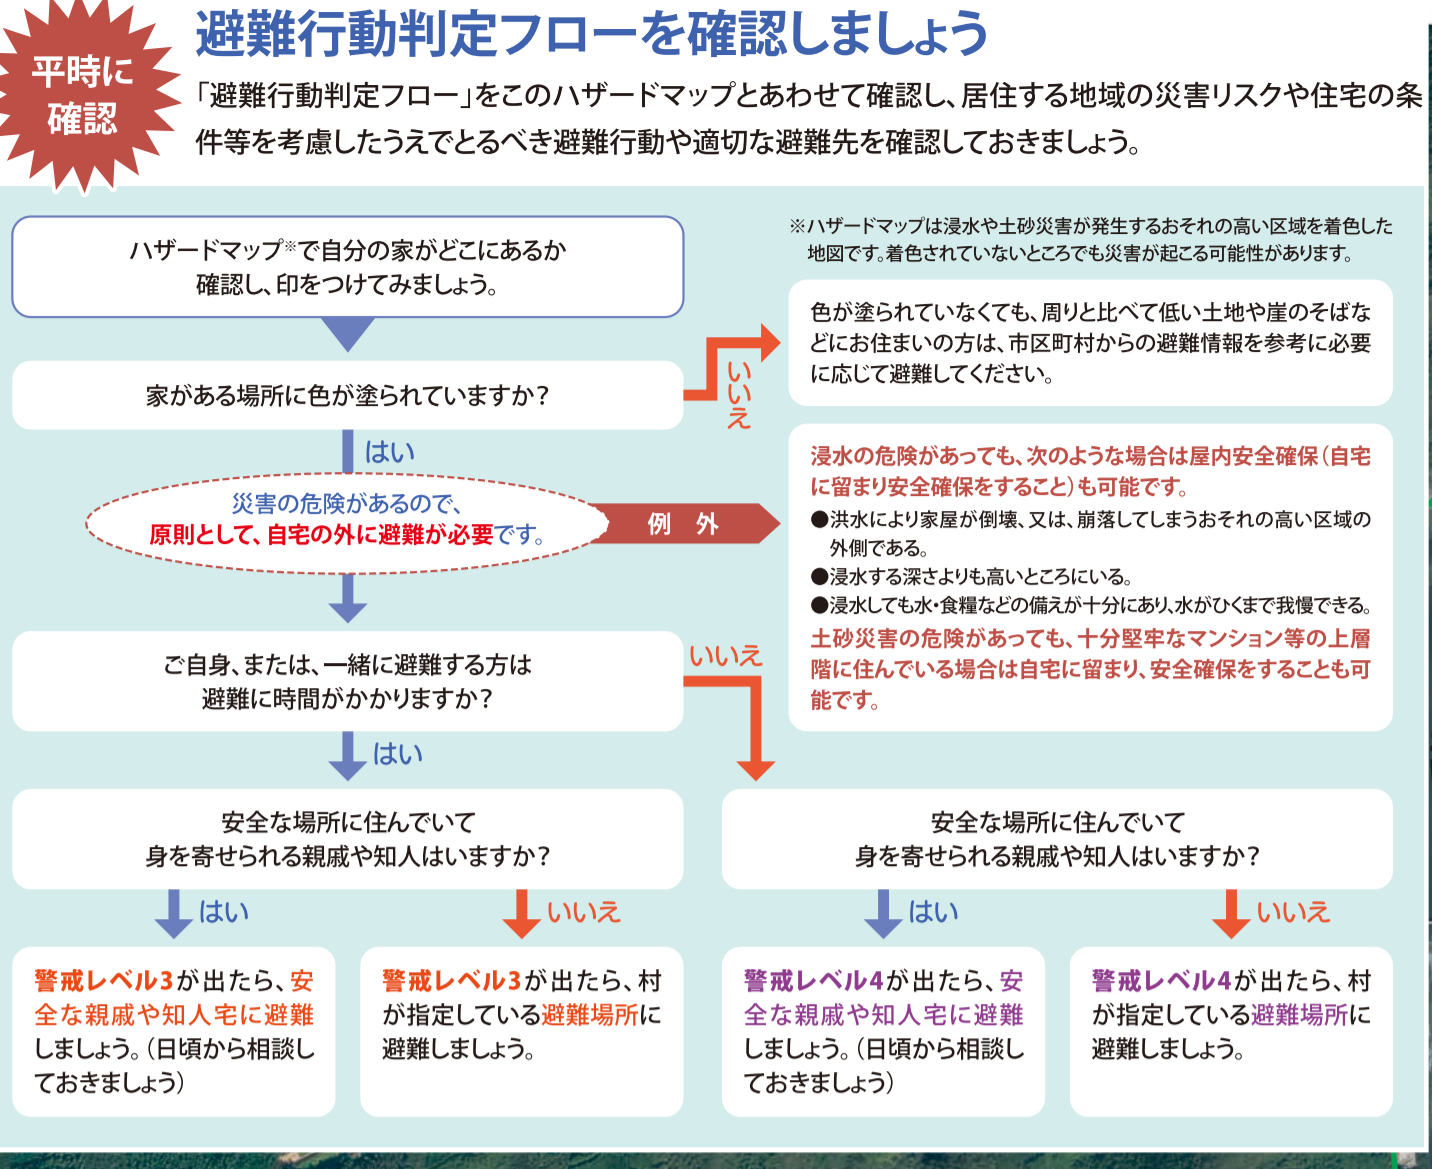 平時に
確認
避難行動判定フローを確認しましょう
「避難行動判定フロー」をこのハザードマップとあわせて確認し、居住する地域の災害リスクや住宅の条
件等を考慮したうえでとるべき避難行動や適切な避難先を確認しておきましょう。
ハザードマップ※で自分の家がどこにあるか
確認し、印をつけてみましょう。
※ハザードマップは浸水や土砂災害が発生するおそれの高い区域を着色した
地図です。着色されていないところでも災害が起こる可能性があります。
家がある場所に色が塗られていますか?
いいえ
色が塗られていなくても、周りと比べて低い土地や崖のそばな
どにお住まいの方は、市区町村からの避難情報を参考に必要
に応じて避難してください。
はい
災害の危険があるので、
原則として、自宅の外に避難が必要です。
例 外
浸水の危険があっても、次のような場合は屋内安全確保(自宅
に留まり安全確保をすること)も可能です。
●洪水により家屋が倒壊、又は、崩落してしまうおそれの高い区域の
外側である。
●浸水する深さよりも高いところにいる。
●浸水しても水・食糧などの備えが十分にあり、水がひくまで我慢できる。
土砂災害の危険があっても、十分堅牢なマンション等の上層
階に住んでいる場合は自宅に留まり、安全確保をすることも可
能です。
ご自身、または、一緒に避難する方は
避難に時間がかかりますか?
いいえ
はい
安全な場所に住んでいて
身を寄せられる親戚や知人はいますか?
安全な場所に住んでいて
身を寄せられる親戚や知人はいますか?
はい
いいえ
はい
いいえ
警戒レベル3が出たら、安
全な親戚や知人宅に避難
しましょう。(日頃から相談し
ておきましょう)
警戒レベル3が出たら、村
が指定している避難場所に
避難しましょう。
警戒レベル4が出たら、安
全な親戚や知人宅に避難
しましょう。(日頃から相談し
ておきましょう)
警戒レベル4が出たら、村
が指定している避難場所に
避難しましょう。